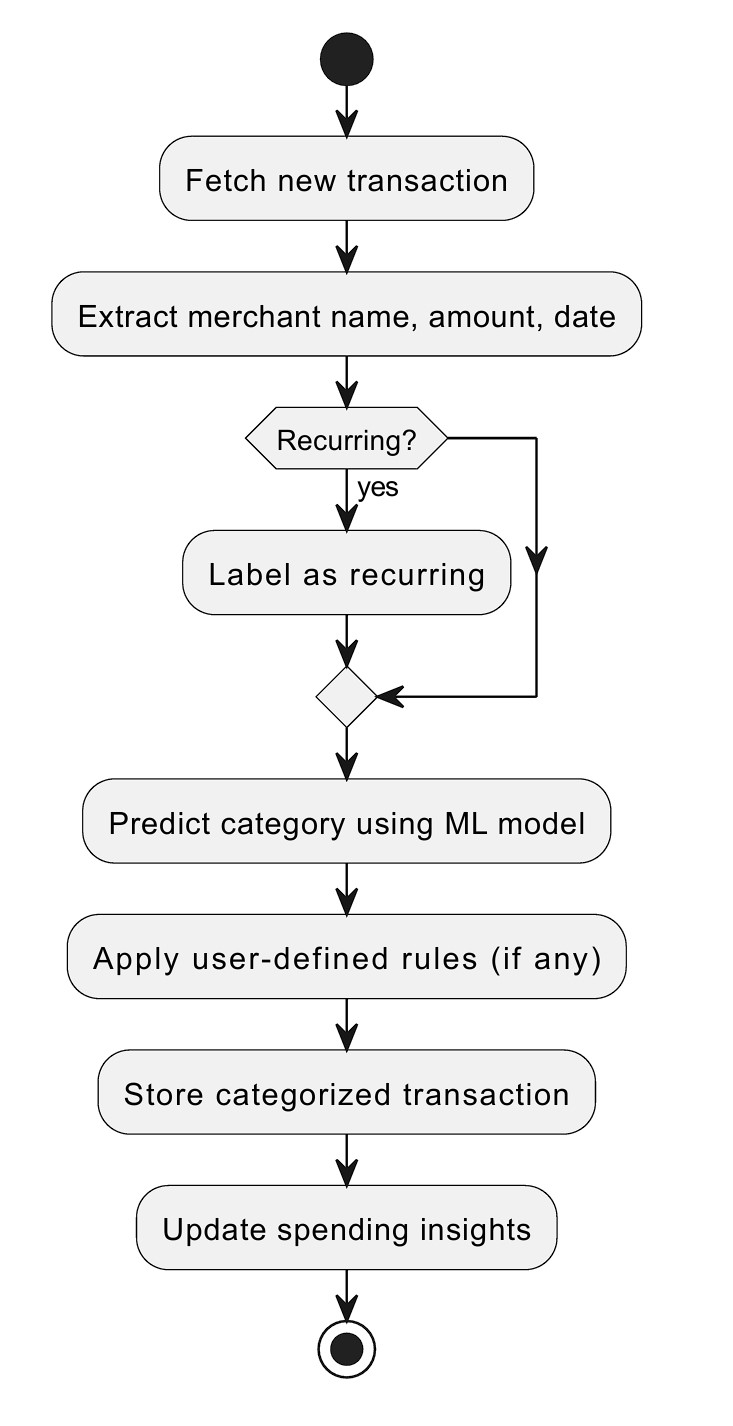 Fetch new transaction
Extract merchant name, amount, date
Recurring?
yes
Label as recurring
Predict category using ML model
Apply user-defined rules (if any)
Store categorized transaction
Update spending insights